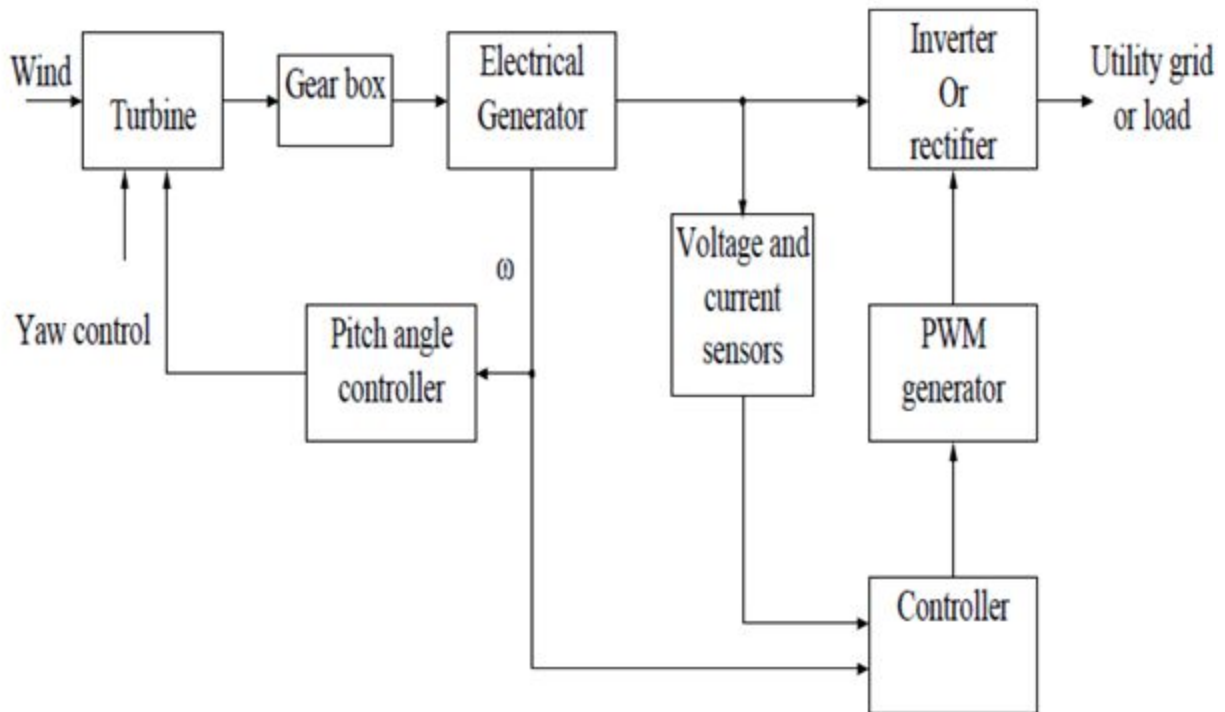 Wind
Turbine
Gear box
Electrical
Generator
Inverter
Or
rectifier
Utility grid
or load
Yaw control
ω
Pitch angle
controller
Voltage and
current
sensors
PWM
generator
Controller